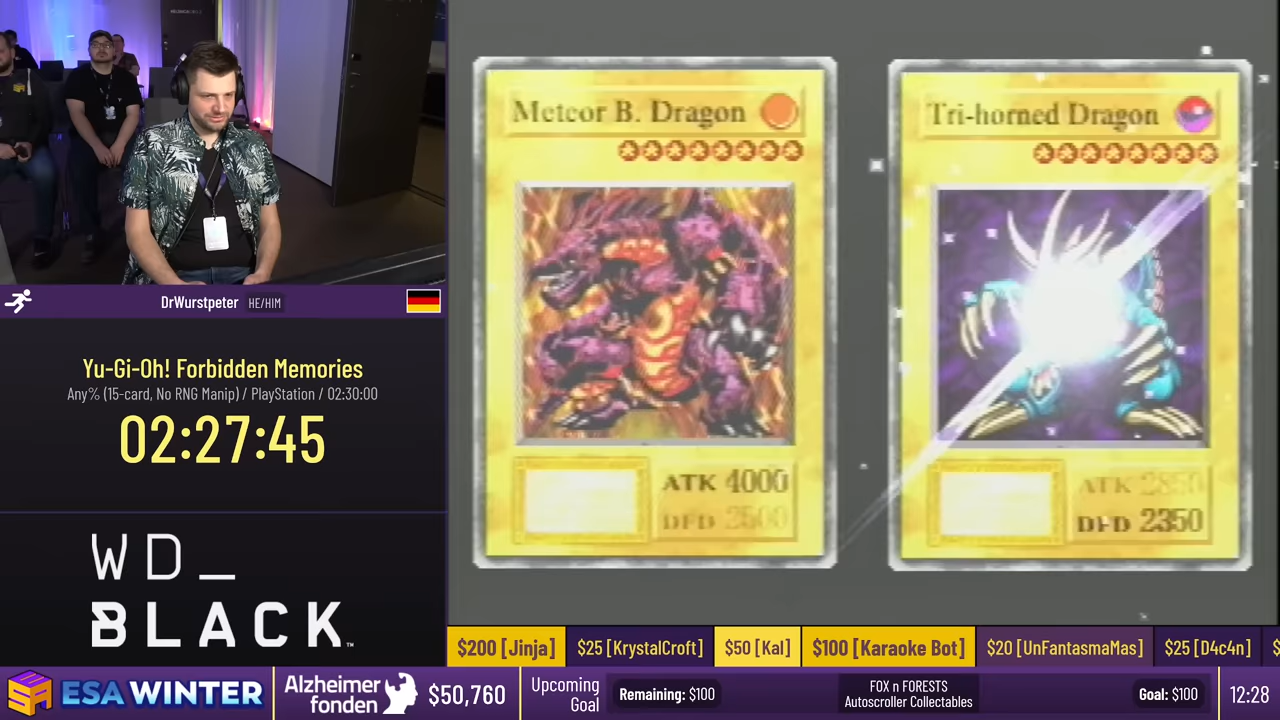 Meteor B. Dragon
ATK 4000
DFD 2500
Tri-horned Dragon
ATK 2850
DFD 2350
DrWurstpeter HE/HIM
Yu-Gi-Oh! Forbidden Memories
Any% (15-card, No RNG Manip) / PlayStation / 02:30:00
02:27:45
WD_
BLACK™
$200 [Jinja] $25 [KrystalCroft] $50 [Kal] $100 [Karaoke Bot] $20 [UnFantasmaMas] $25 [D4c4n] $
ESA WINTER
Alzheimer
fonden
$50,760
Upcoming
Goal
Remaining: $100
FOX n FORESTS
Autoscroller Collectables
Goal: $100
12:28